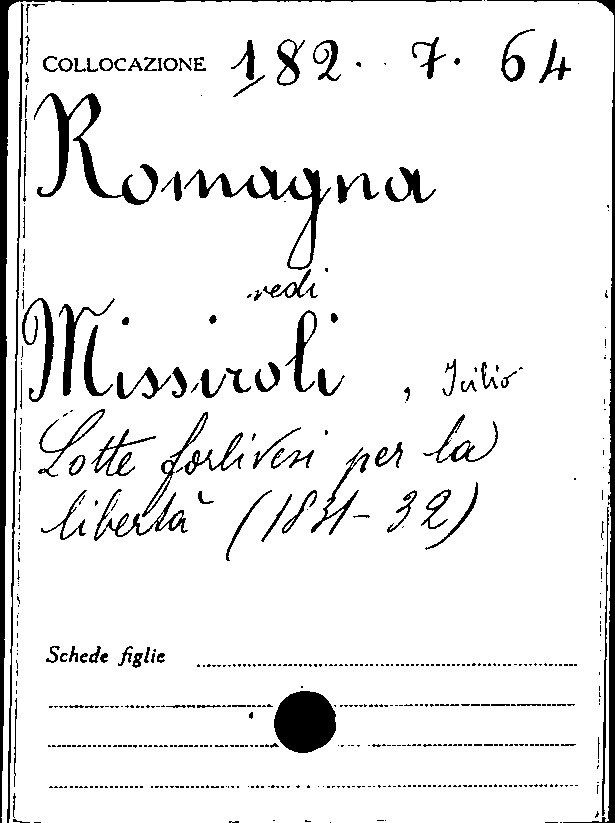 COLLOCAZIONE 182. 7. 64
Romagna
vedi
Missiroli, Icilio
Lotte forlivesi per la
libertà (1831-32)
Schede figlie